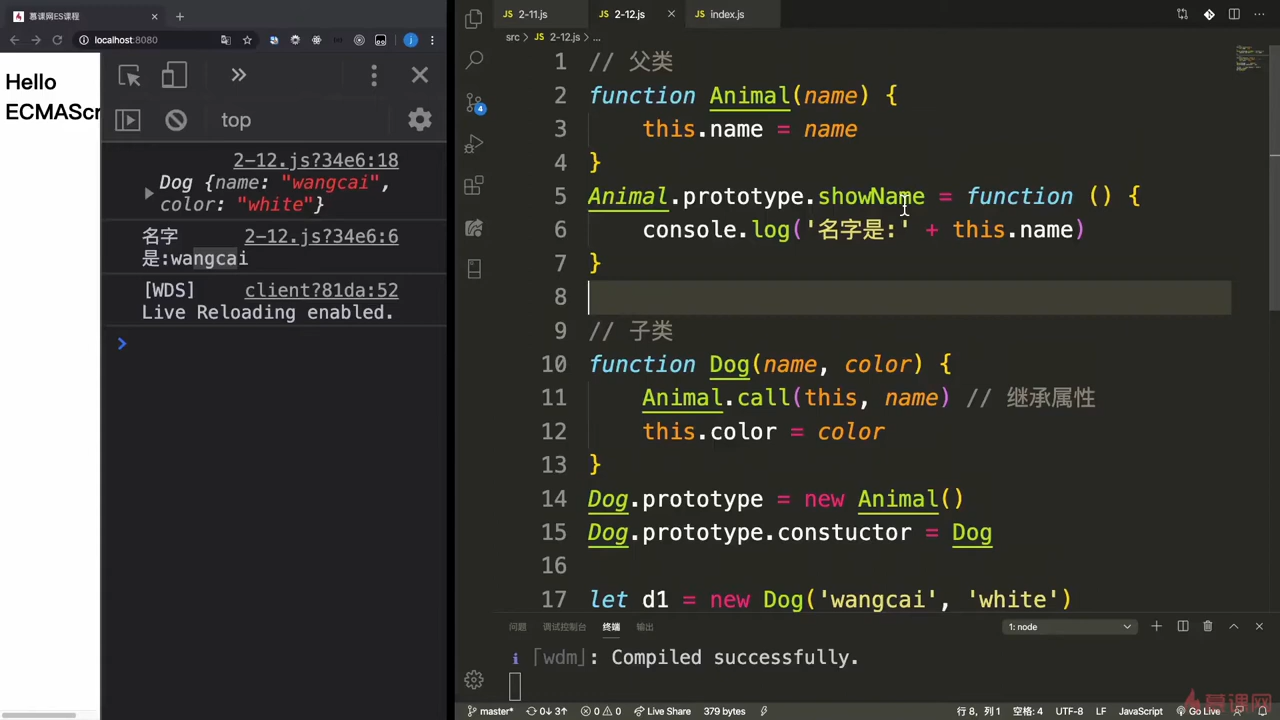 慕课网ES课程
localhost:8080
Hello
ECMAScr
top
2-12.js?34e6:18
Dog {name: "wangcai",
color: "white"}
名字 2-12.js?34e6:6
是:wangcai
[WDS] client?81da:52
Live Reloading enabled.
2-11.js 2-12.js index.js
src > 2-12.js > ...
1 // 父类
2 function Animal(name) {
3 this.name = name
4 }
5 Animal.prototype.showName = function () {
6 console.log('名字是:' + this.name)
7 }
8
9 // 子类
10 function Dog(name, color) {
11 Animal.call(this, name) // 继承属性
12 this.color = color
13 }
14 Dog.prototype = new Animal()
15 Dog.prototype.constuctor = Dog
16
17 let d1 = new Dog('wangcai', 'white')
问题 调试控制台 终端 输出 1: node
i ｢wdm｣: Compiled successfully.
4
master* 0↓ 3↑ 0 0 Live Share 379 bytes 行 8, 列 1 空格: 4 UTF-8 LF JavaScript Go Live
慕课网